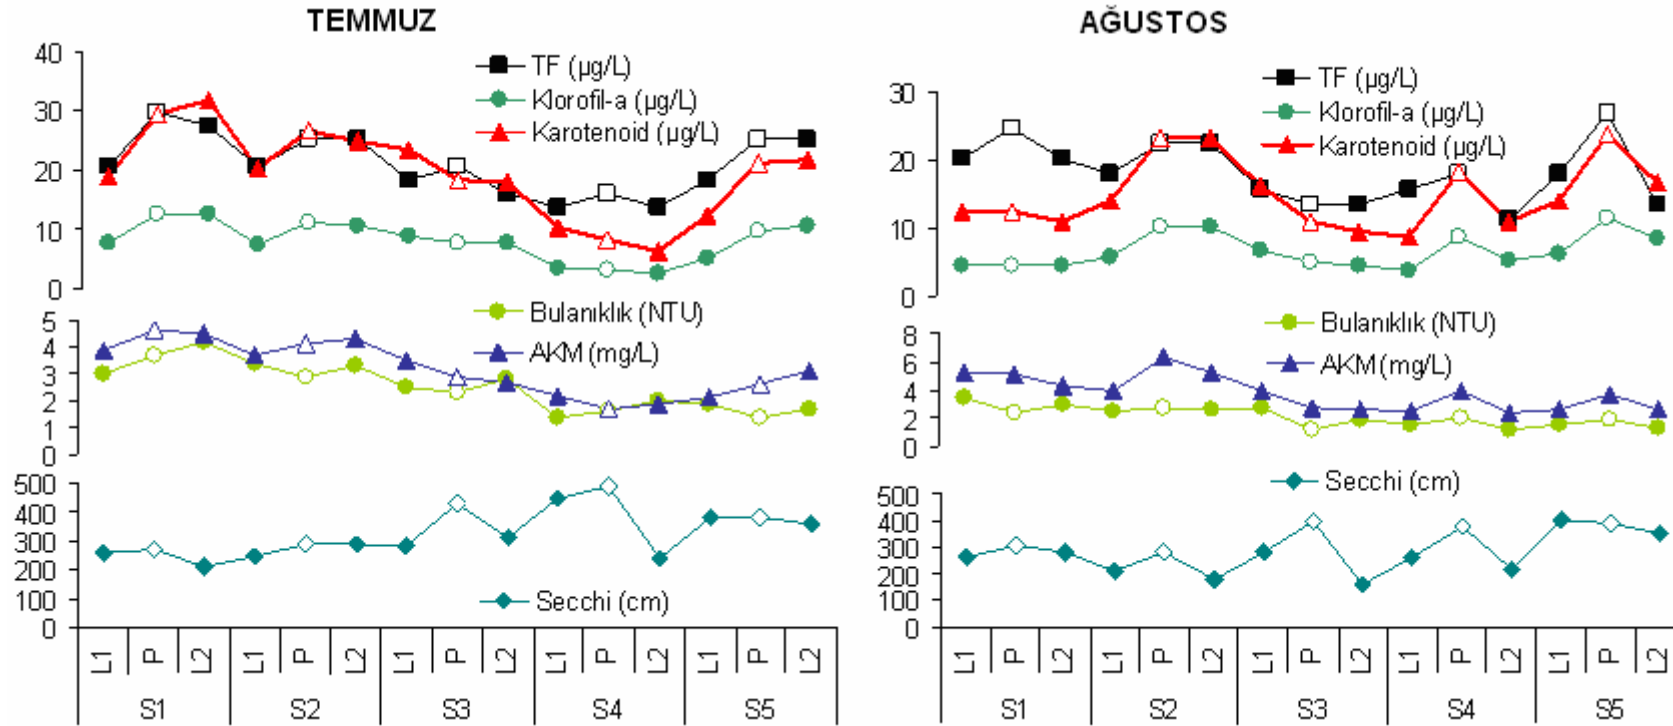 TEMMUZ
TF (µg/L)
Klorofil-a (µg/L)
Karotenoid (µg/L)
40
30
20
10
0
Bulanıklık (NTU)
AKM (mg/L)
5
4
3
2
1
0
500
400
300
200
100
0
Secchi (cm)
L1 P L2 L1 P L2 L1 P L2 L1 P L2 L1 P L2
S1 S2 S3 S4 S5
AĞUSTOS
TF (µg/L)
Klorofil-a (µg/L)
Karotenoid (µg/L)
30
20
10
0
Bulanıklık (NTU)
AKM (mg/L)
8
6
4
2
0
Secchi (cm)
500
400
300
200
100
0
L1 P L2 L1 P L2 L1 P L2 L1 P L2 L1 P L2
S1 S2 S3 S4 S5